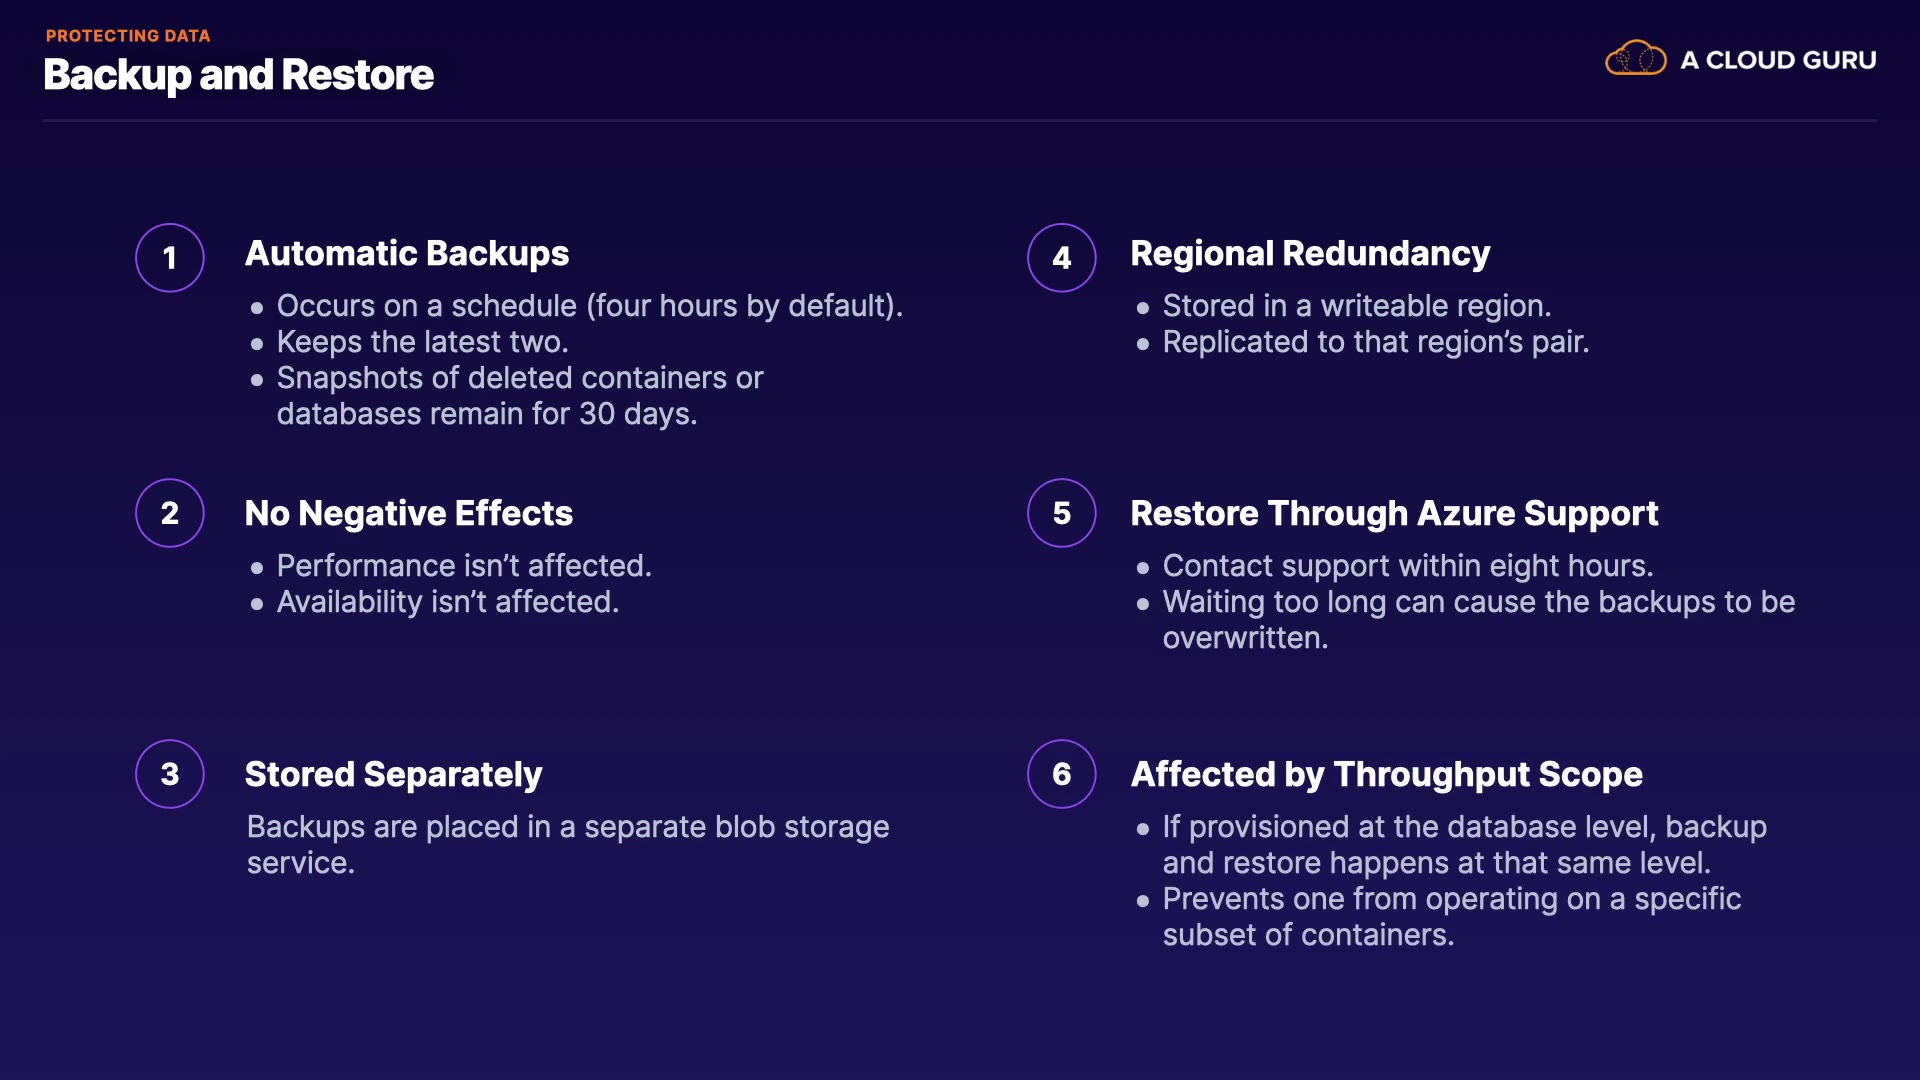 PROTECTING DATA
Backup and Restore
A CLOUD GURU
1
Automatic Backups
• Occurs on a schedule (four hours by default).
• Keeps the latest two.
• Snapshots of deleted containers or
databases remain for 30 days.
2
No Negative Effects
• Performance isn’t affected.
• Availability isn’t affected.
3
Stored Separately
Backups are placed in a separate blob storage
service.
4
Regional Redundancy
• Stored in a writeable region.
• Replicated to that region’s pair.
5
Restore Through Azure Support
• Contact support within eight hours.
• Waiting too long can cause the backups to be
overwritten.
6
Affected by Throughput Scope
• If provisioned at the database level, backup
and restore happens at that same level.
• Prevents one from operating on a specific
subset of containers.